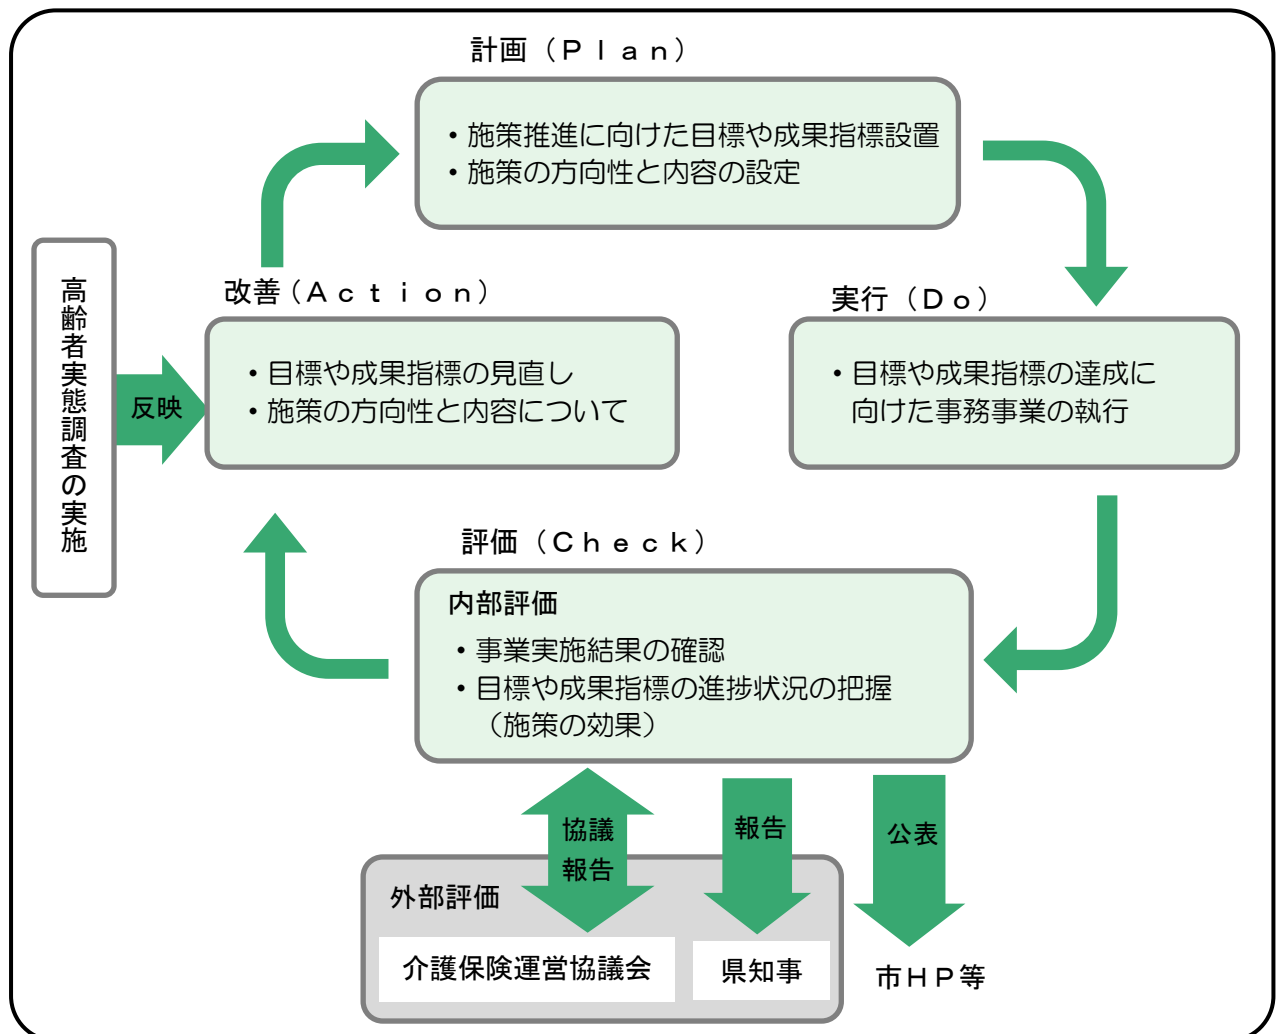 計画（Ｐｌａｎ）
・施策推進に向けた目標や成果指標設置
・施策の方向性と内容の設定
高齢者実態調査の実施
反映
改善（Ａｃｔｉｏｎ）
・目標や成果指標の見直し
・施策の方向性と内容について
実行（Ｄｏ）
・目標や成果指標の達成に
向けた事務事業の執行
評価（Ｃｈｅｃｋ）
内部評価
・事業実施結果の確認
・目標や成果指標の進捗状況の把握
（施策の効果）
協議
報告
報告
公表
外部評価
介護保険運営協議会
県知事
市ＨＰ等